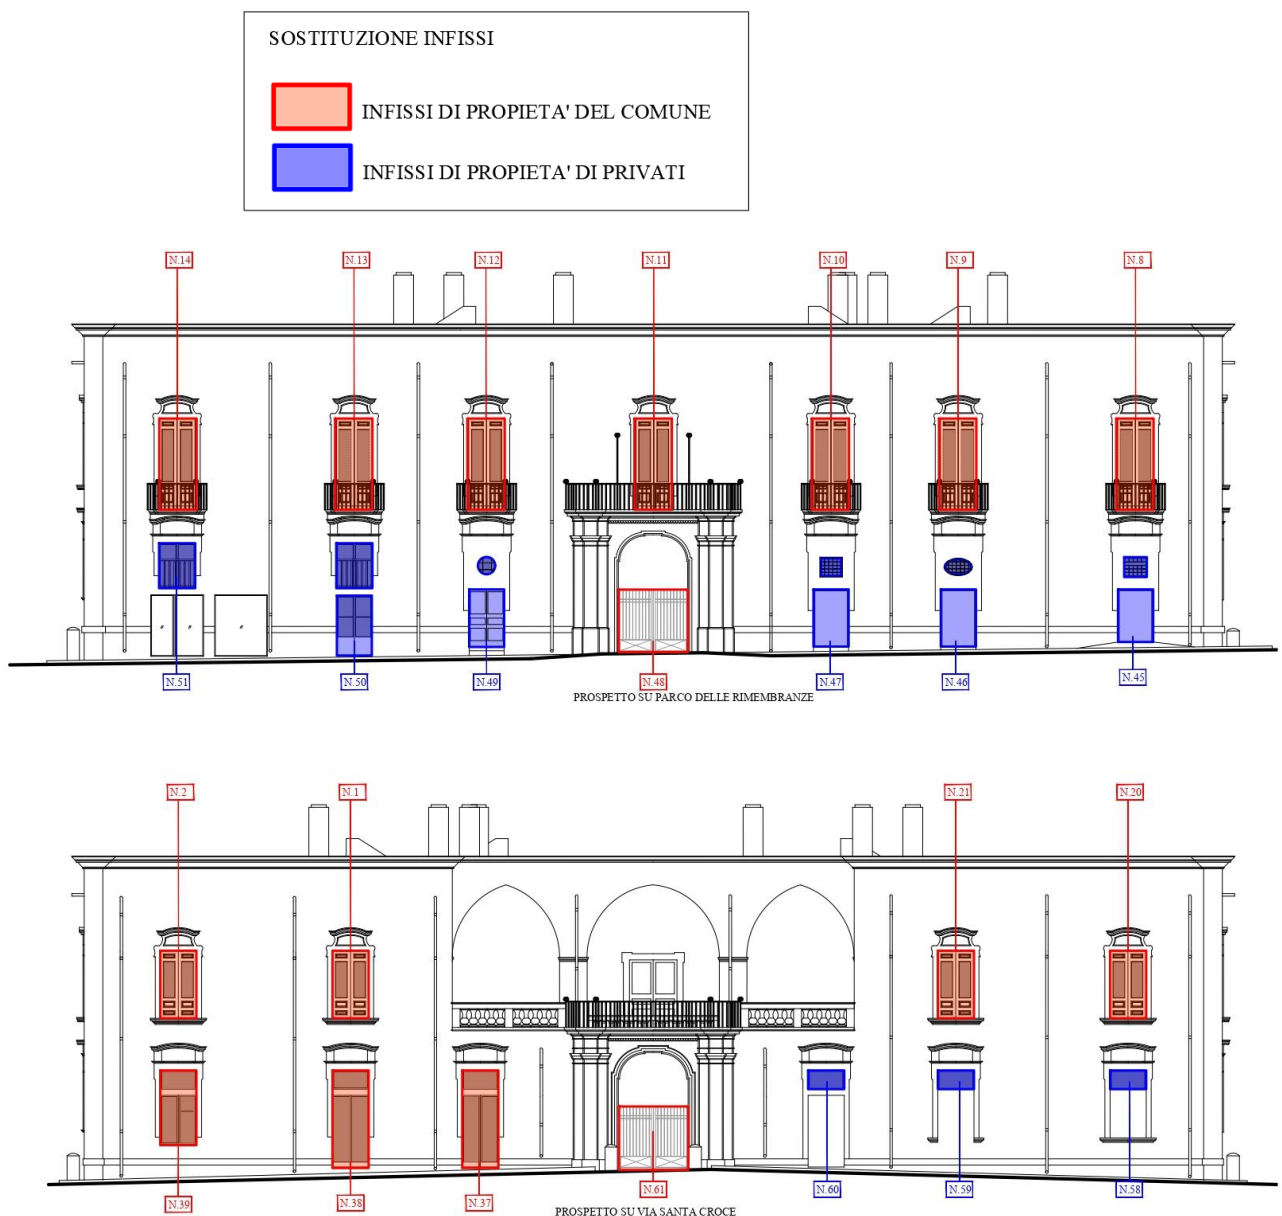 SOSTITUZIONE INFISSI
INFISSI DI PROPIETA' DEL COMUNE
INFISSI DI PROPIETA' DI PRIVATI
N.14 N.13 N.12 N.11 N.10 N.9 N.8
N.51 N.50 N.49 N.48 N.47 N.46 N.45
PROSPETTO SU PARCO DELLE RIMEMBRANZE
N.2 N.1 N.21 N.20
N.39 N.38 N.37 N.61 N.60 N.59 N.58
PROSPETTO SU VIA SANTA CROCE